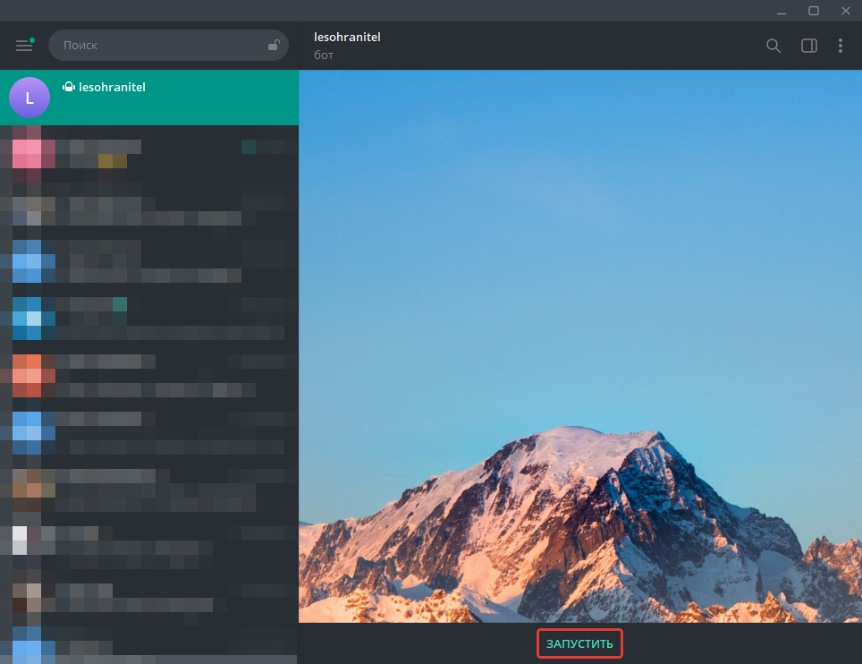 Поиск
lesohranitel
бот
lesohranitel
L
ЗАПУСТИТЬ